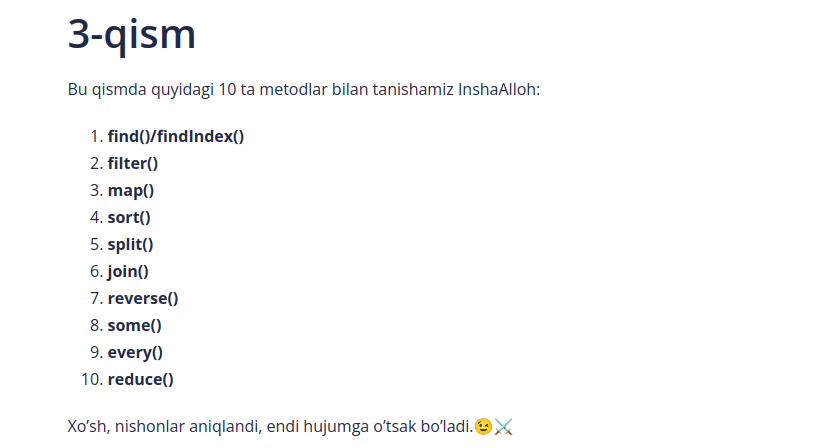 3-qism
Bu qismda quyidagi 10 ta metodlar bilan tanishamiz InshaAlloh:
1. find()/findIndex()
2. filter()
3. map()
4. sort()
5. split()
6. join()
7. reverse()
8. some()
9. every()
10. reduce()
Xo’sh, nishonlar aniqlandi, endi hujumga o’tsak bo’ladi.😉⚔️